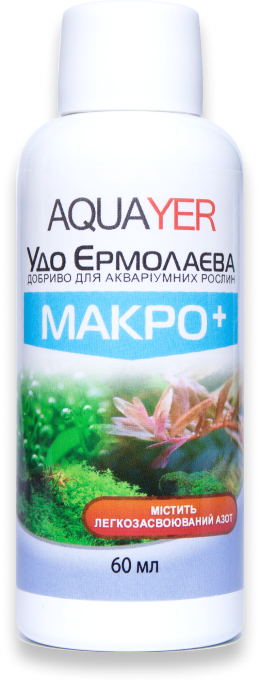 AQUAYER
Удо Єрмолаєва
ДОБРИВО ДЛЯ АКВАРІУМНИХ РОСЛИН
МАКРО+
МІСТИТЬ
ЛЕГКОЗАСВОЮВАНИЙ АЗОТ
60 мл